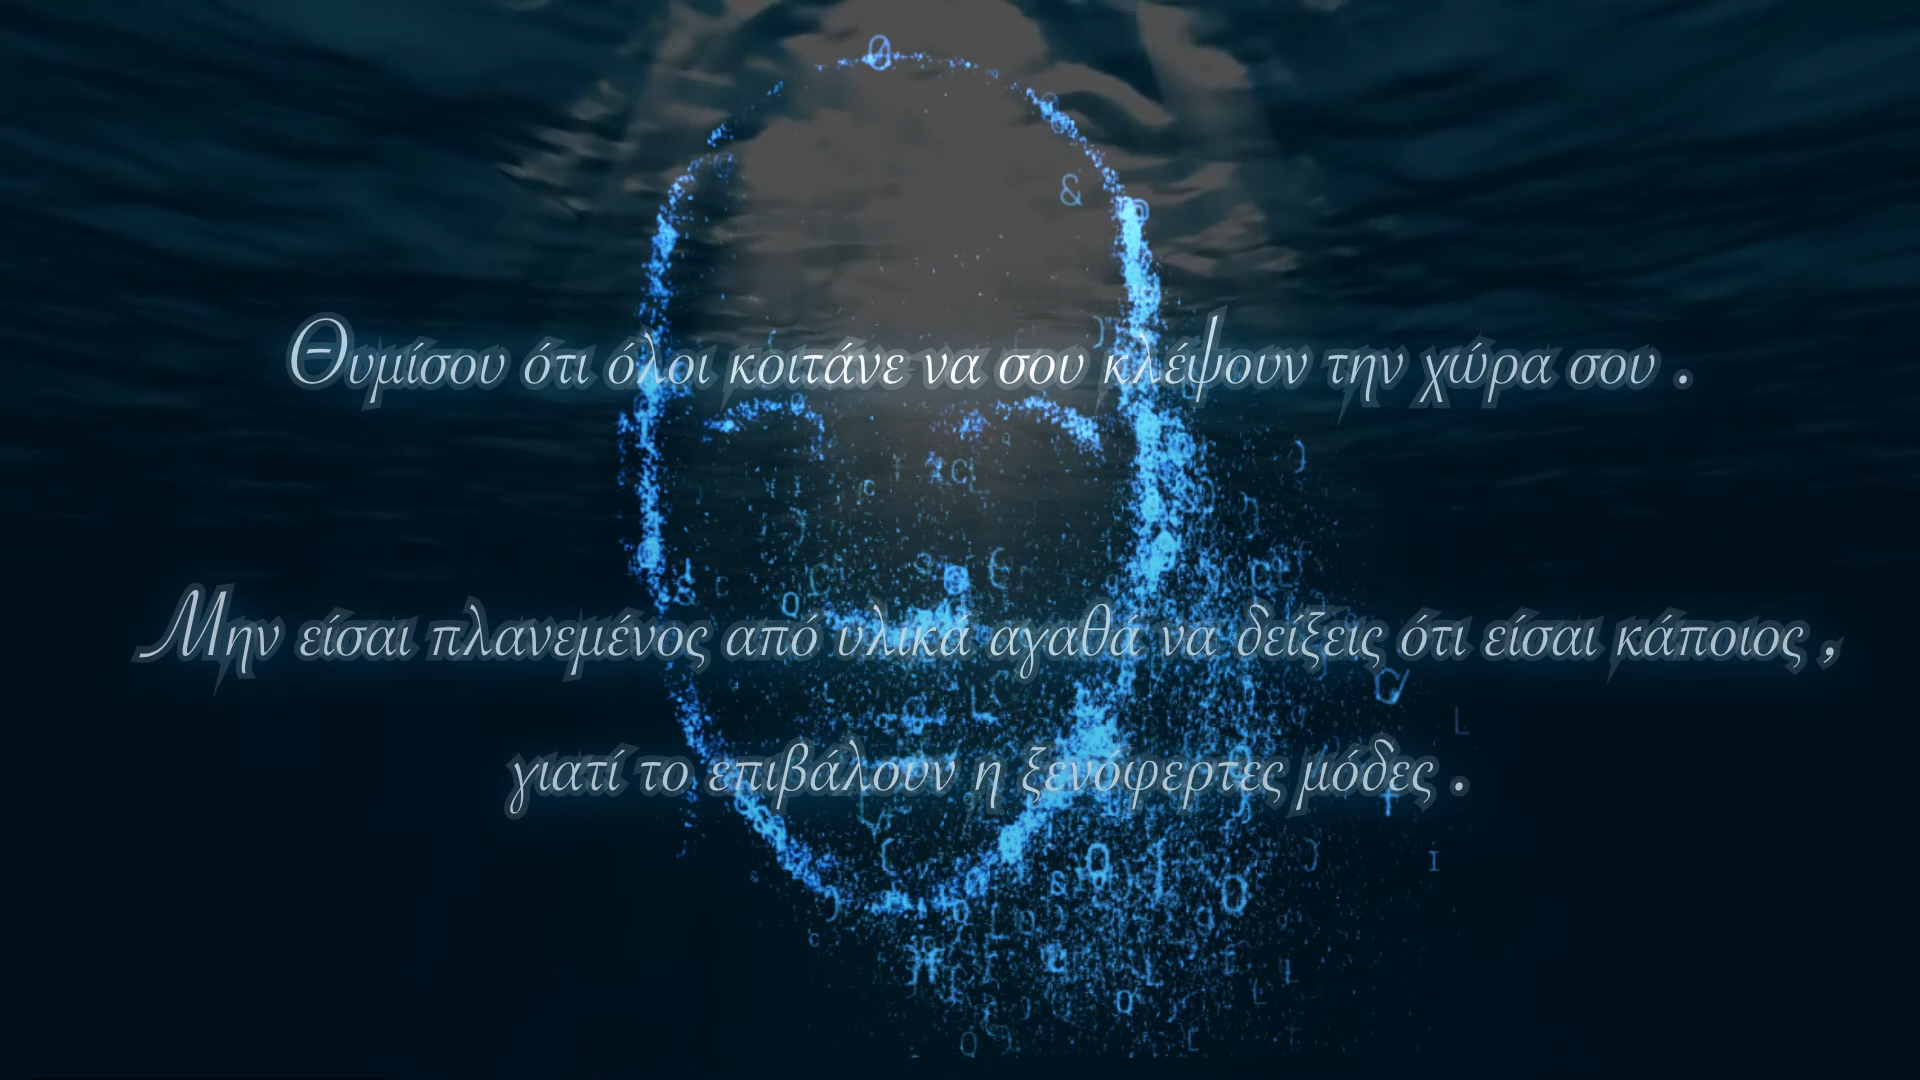 Θυμίσου ότι όλοι κοιτάνε να σου κλέψουν την χώρα σου .
Μην είσαι πλανεμένος από υλικά αγαθά να δείξεις ότι είσαι κάποιος ,
γιατί το επιβάλουν η ξενόφερτες μόδες .